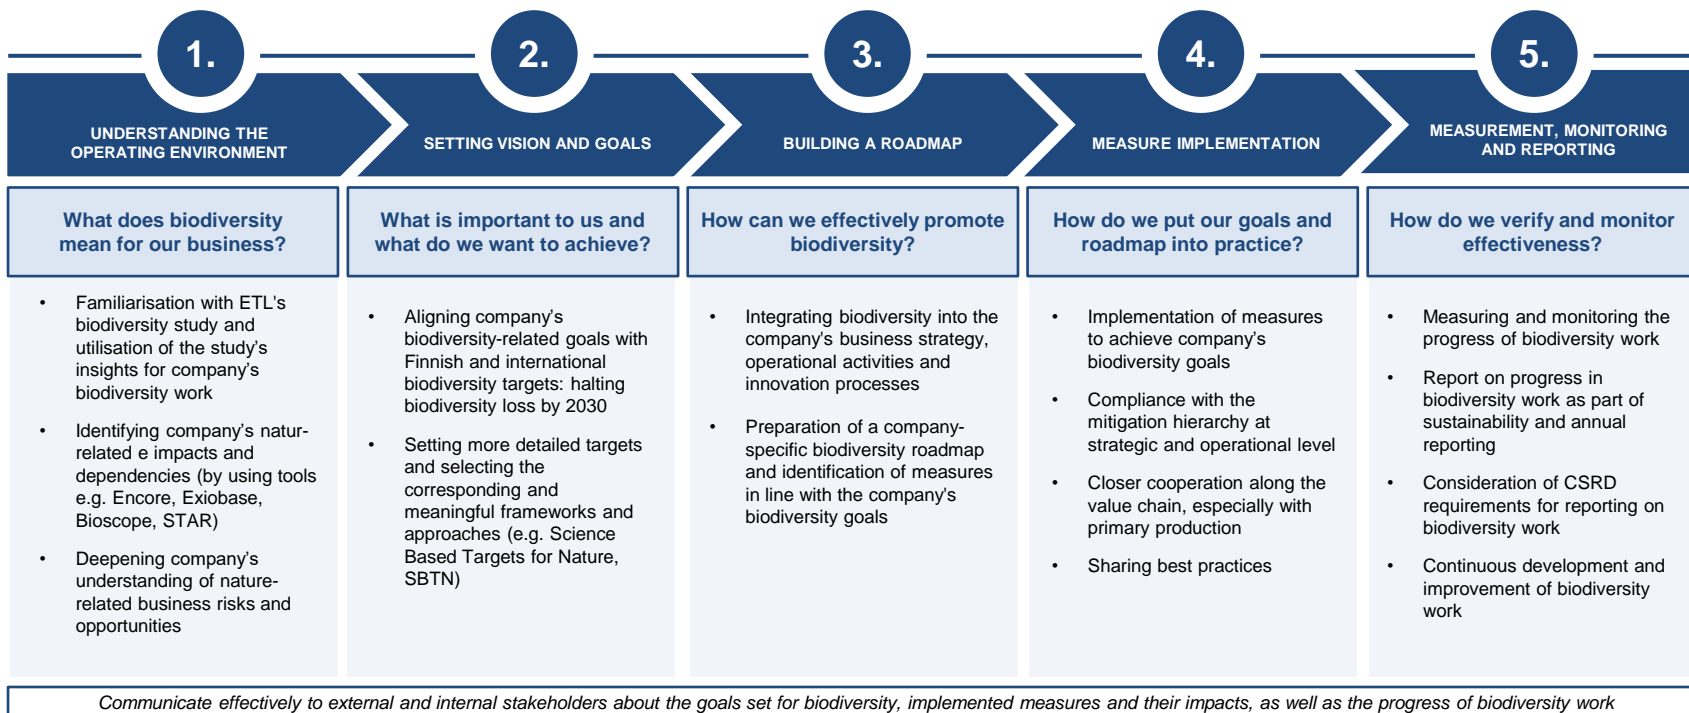 1.
UNDERSTANDING THE
OPERATING ENVIRONMENT
2.
SETTING VISION AND GOALS
3.
BUILDING A ROADMAP
4.
MEASURE IMPLEMENTATION
5.
MEASUREMENT, MONITORING
AND REPORTING
What does biodiversity
mean for our business?
• Familiarisation with ETL's
biodiversity study and
utilisation of the study's
insights for company's
biodiversity work
• Identifying company's natur-
related e impacts and
dependencies (by using tools
e.g. Encore, Exiobase,
Bioscope, STAR)
• Deepening company's
understanding of nature-
related business risks and
opportunities
What is important to us and
what do we want to achieve?
• Aligning company's
biodiversity-related goals with
Finnish and international
biodiversity targets: halting
biodiversity loss by 2030
• Setting more detailed targets
and selecting the
corresponding and
meaningful frameworks and
approaches (e.g. Science
Based Targets for Nature,
SBTN)
How can we effectively promote
biodiversity?
• Integrating biodiversity into the
company's business strategy,
operational activities and
innovation processes
• Preparation of a company-
specific biodiversity roadmap
and identification of measures
in line with the company's
biodiversity goals
How do we put our goals and
roadmap into practice?
• Implementation of measures
to achieve company's
biodiversity goals
• Compliance with the
mitigation hierarchy at
strategic and operational level
• Closer cooperation along the
value chain, especially with
primary production
• Sharing best practices
How do we verify and monitor
effectiveness?
• Measuring and monitoring the
progress of biodiversity work
• Report on progress in
biodiversity work as part of
sustainability and annual
reporting
• Consideration of CSRD
requirements for reporting on
biodiversity work
• Continuous development and
improvement of biodiversity
work
Communicate effectively to external and internal stakeholders about the goals set for biodiversity, implemented measures and their impacts, as well as the progress of biodiversity work